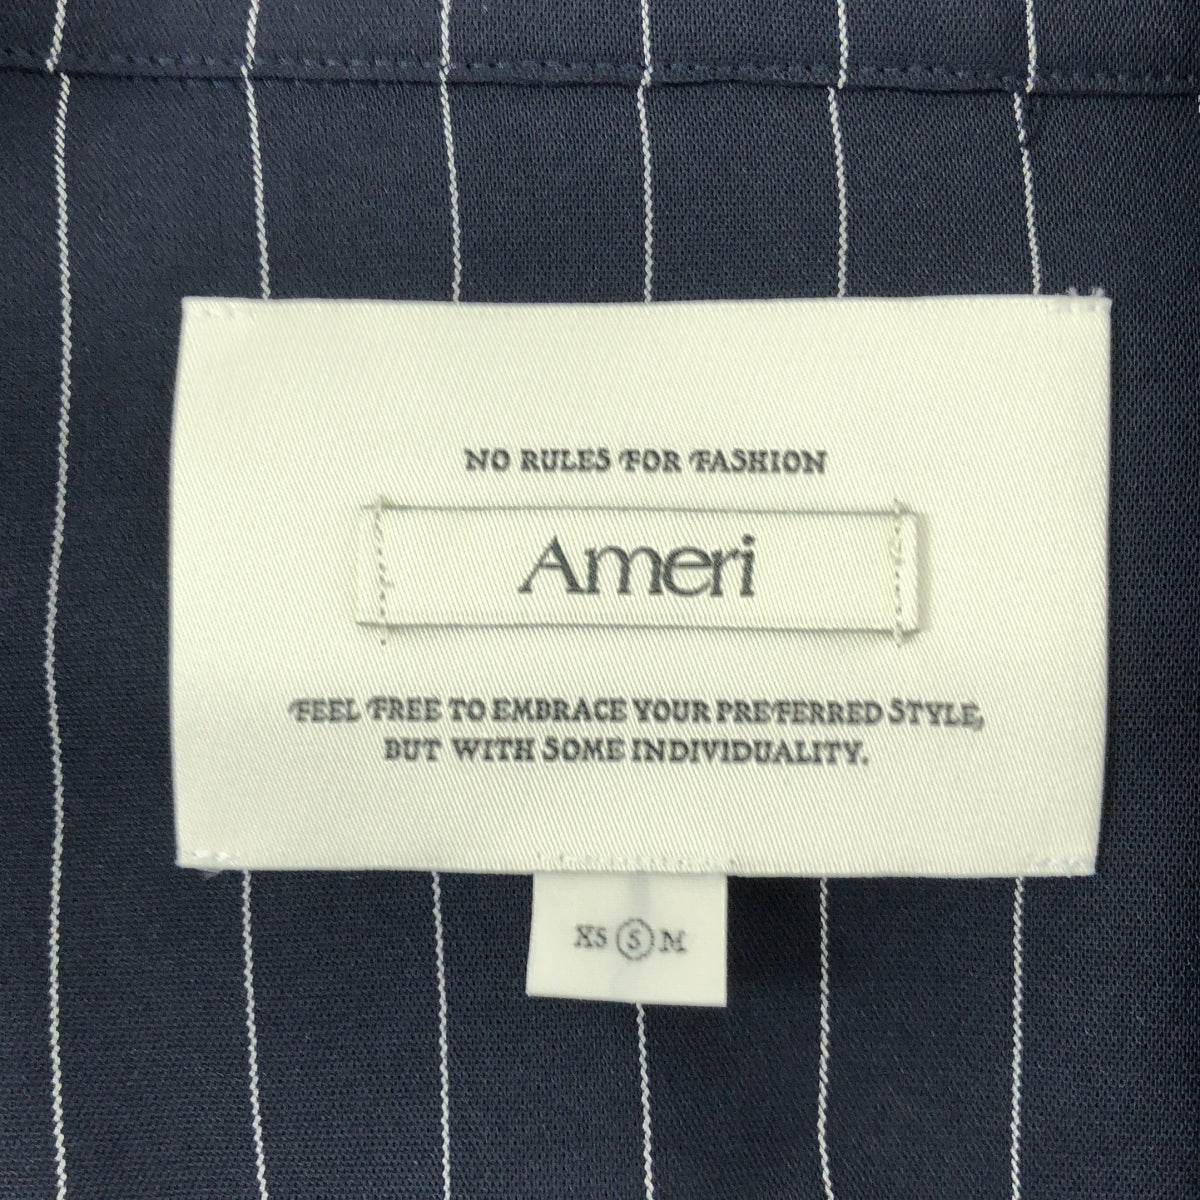 NO RULES FOR FASHION
Ameri
FEEL FREE TO EMBRACE YOUR PREFERRED STYLE,
BUT WITH SOME INDIVIDUALITY.
XS S M